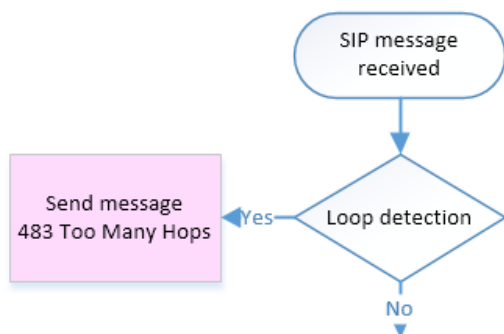 SIP message
received
Send message
483 Too Many Hops
Yes
Loop detection
No